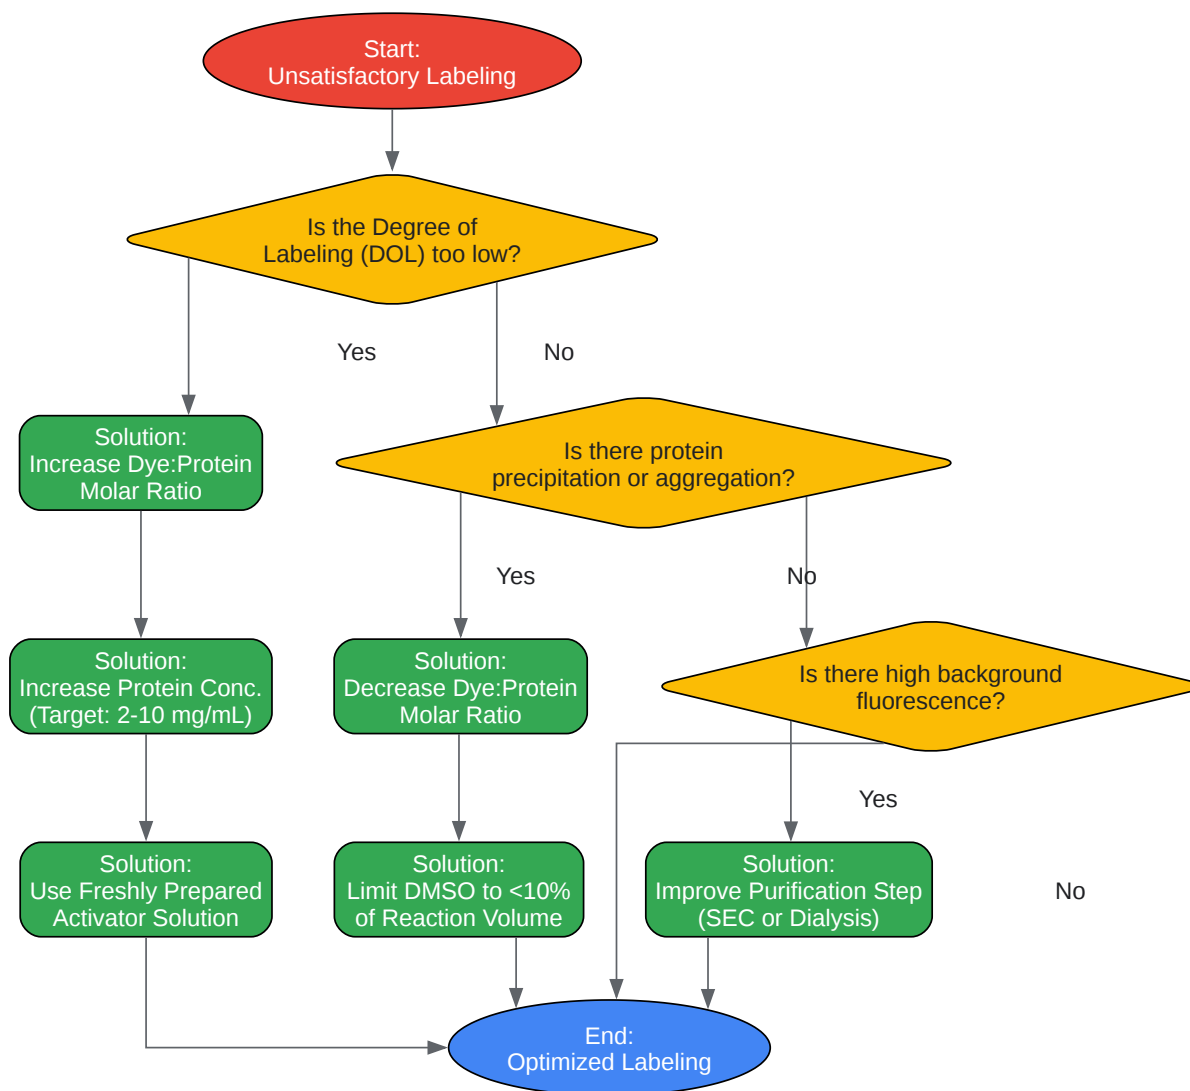 Start:
Unsatisfactory Labeling
Is the Degree of
Labeling (DOL) too low?
Yes
No
Solution:
Increase Dye:Protein
Molar Ratio
Is there protein
precipitation or aggregation?
Yes
No
Solution:
Increase Protein Conc.
(Target: 2-10 mg/mL)
Solution:
Decrease Dye:Protein
Molar Ratio
Is there high background
fluorescence?
Yes
Solution:
Use Freshly Prepared
Activator Solution
Solution:
Limit DMSO to <10%
of Reaction Volume
Solution:
Improve Purification Step
(SEC or Dialysis)
No
End:
Optimized Labeling